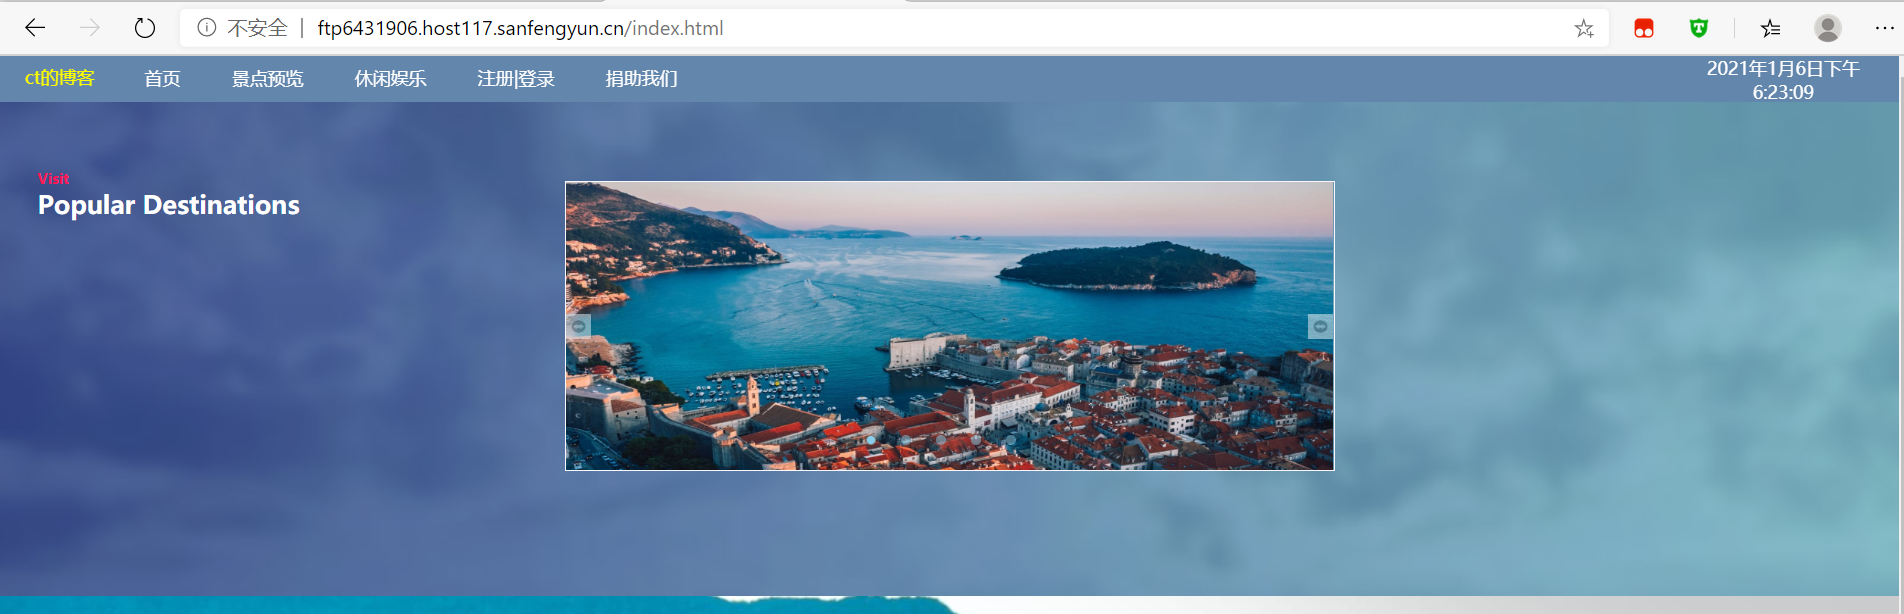 不安全 | ftp6431906.host117.sanfengyun.cn/index.html
ct的博客 首页 景点预览 休闲娱乐 注册|登录 捐助我们
2021年1月6日下午
6:23:09
Visit
Popular Destinations